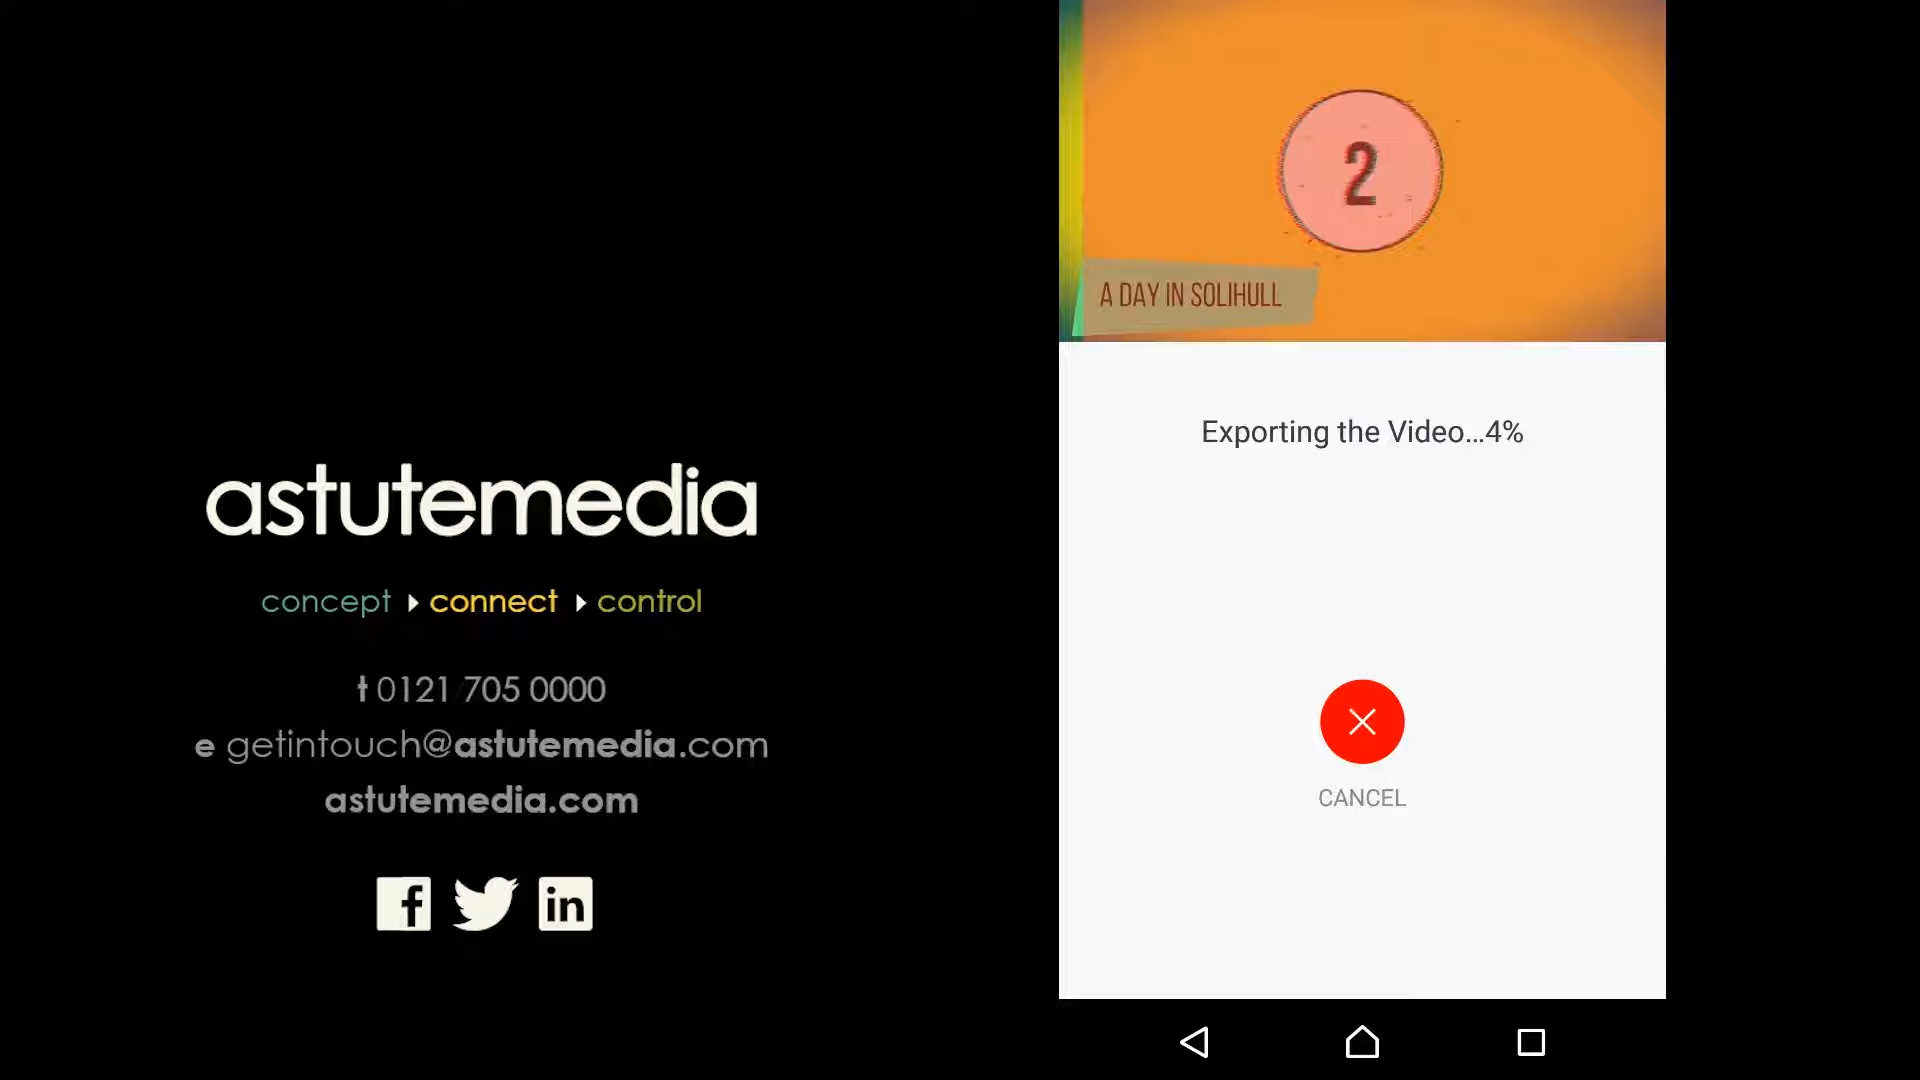 astutemedia
concept connect control
t 0121 705 0000
e getintouch@astutemedia.com
astutemedia.com
f in
2
A DAY IN SOLIHULL
Exporting the Video...4%
CANCEL